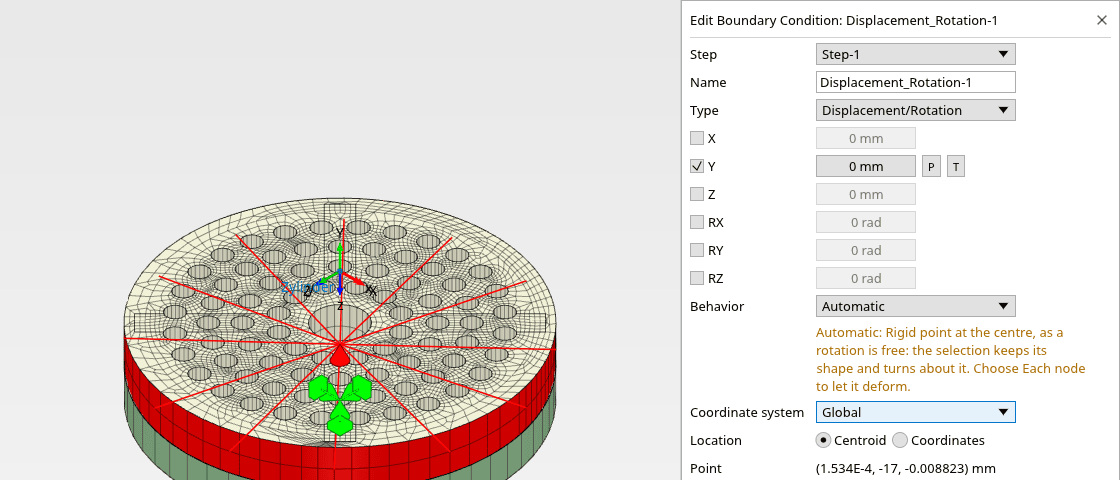 Edit Boundary Condition: Displacement_Rotation-1
Step Step-1
Name Displacement_Rotation-1
Type Displacement/Rotation
X 0 mm
Y 0 mm P T
Z 0 mm
RX 0 rad
RY 0 rad
RZ 0 rad
Behavior Automatic
Automatic: Rigid point at the centre, as a
rotation is free: the selection keeps its
shape and turns about it. Choose Each node
to let it deform.
Coordinate system Global
Location Centroid Coordinates
Point (1.534E-4, -17, -0.008823) mm
Y
X
Z